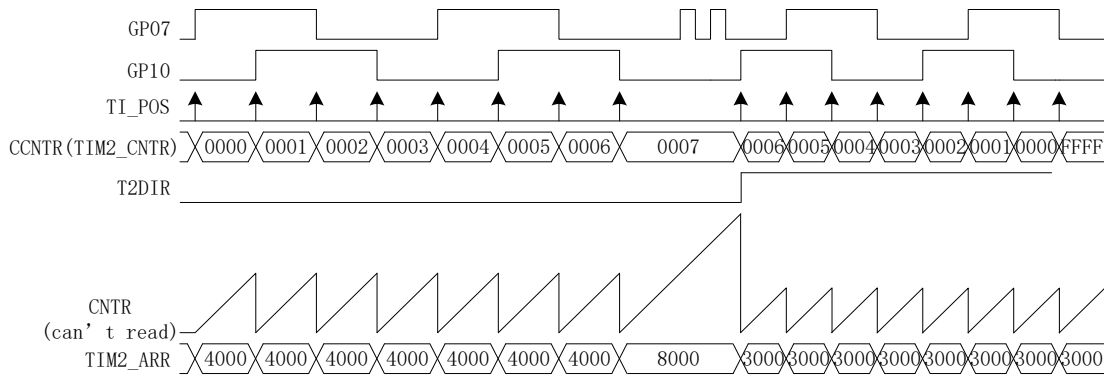 GP07
GP10
TI_POS
CCNTR(TIM2_CNTR) 0000 0001 0002 0003 0004 0005 0006 0007 0006 0005 0004 0003 0002 0001 0000 FFFF
T2DIR
CNTR
(can't read)
TIM2_ARR 4000 4000 4000 4000 4000 4000 4000 8000 3000 3000 3000 3000 3000 3000 3000 3000